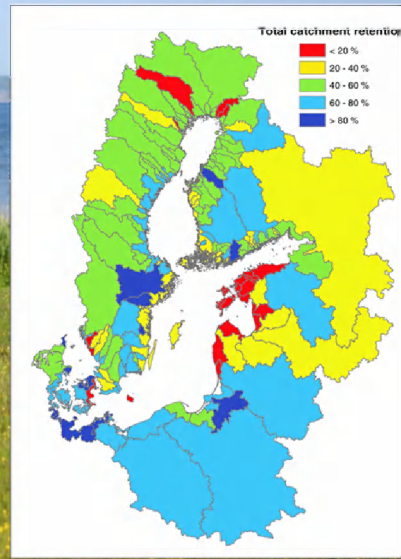 Total catchment retention
< 20 %
20 - 40 %
40 - 60 %
60 - 80 %
> 80 %